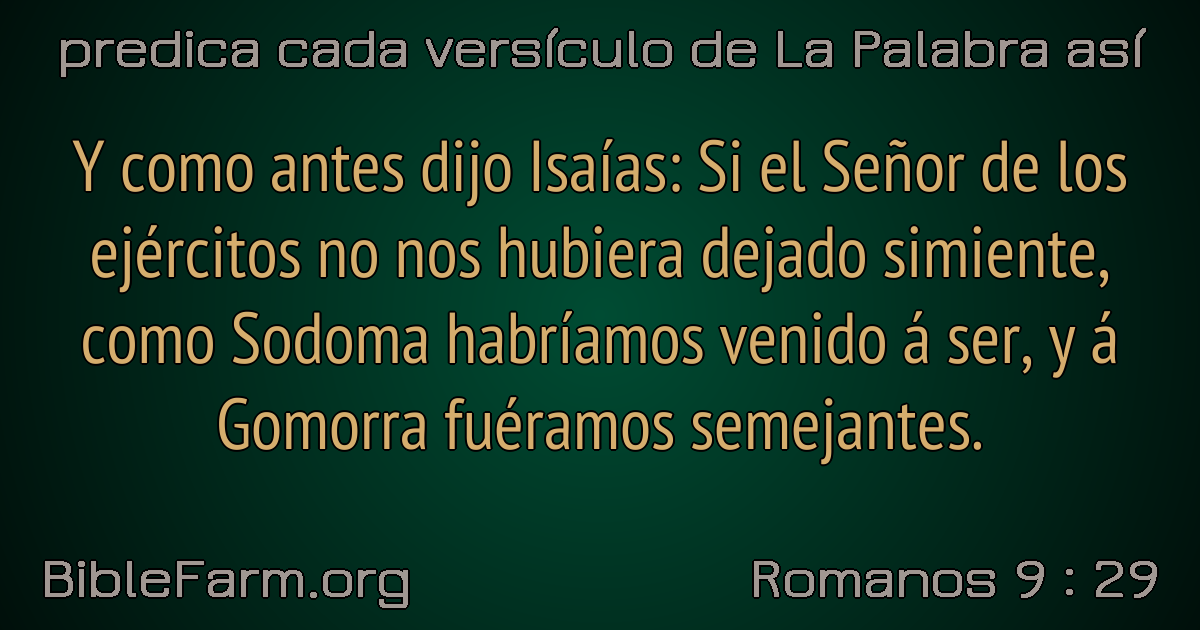 predica cada versículo de La Palabra así
Y como antes dijo Isaías: Si el Señor de los
ejércitos no nos hubiera dejado simiente,
como Sodoma habríamos venido á ser, y á
Gomorra fuéramos semejantes.
BibleFarm.org
Romanos 9 : 29